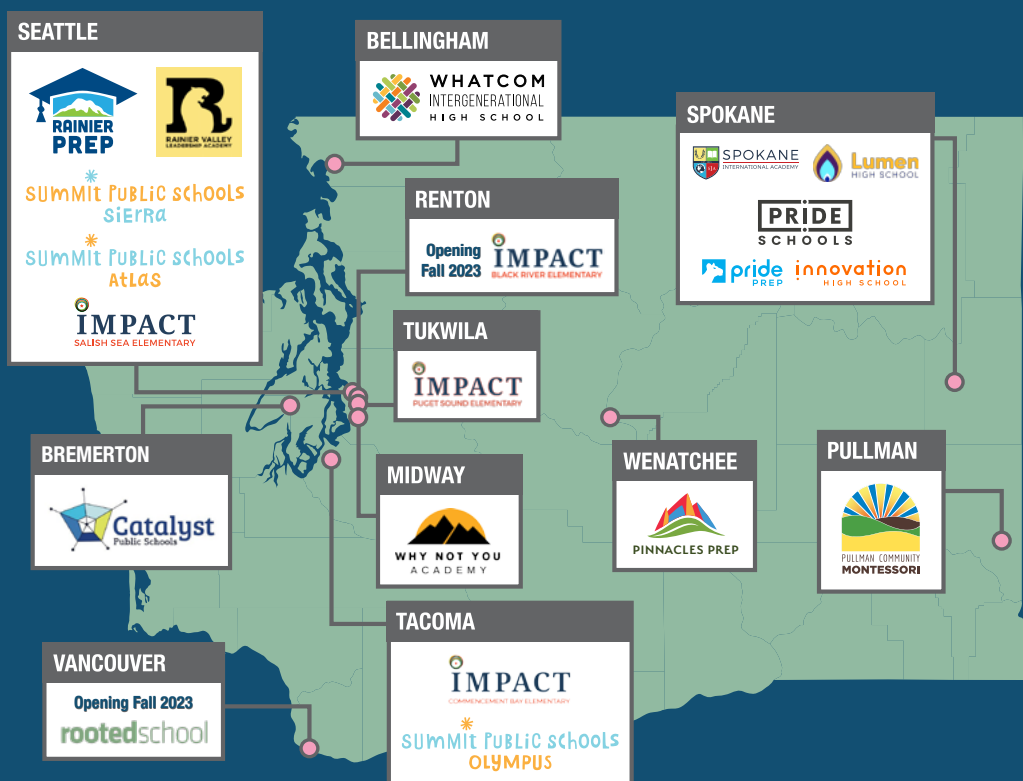 SEATTLE
RAINIER
PREP
R
RAINIER VALLEY
LEADERSHIP ACADEMY
SUMMIT PUBLIC SCHOOLS
SIERRA
SUMMIT PUBLIC SCHOOLS
ATLAS
IMPACT
SALISH SEA ELEMENTARY
BELLINGHAM
WHATCOM
INTERGENERATIONAL
HIGH SCHOOL
SPOKANE
SPOKANE
INTERNATIONAL ACADEMY
Lumen
HIGH SCHOOL
PRIDE
SCHOOLS
pride
PREP
innovation
HIGH SCHOOL
RENTON
Opening
Fall 2023
IMPACT
BLACK RIVER ELEMENTARY
TUKWILA
IMPACT
PUGET SOUND ELEMENTARY
BREMERTON
Catalyst
Public Schools
MIDWAY
WHY NOT YOU
ACADEMY
WENATCHEE
PINNACLES PREP
PULLMAN
PULLMAN COMMUNITY
MONTESSORI
VANCOUVER
Opening Fall 2023
rootedschool
TACOMA
IMPACT
COMMENCEMENT BAY ELEMENTARY
SUMMIT PUBLIC SCHOOLS
OLYMPUS